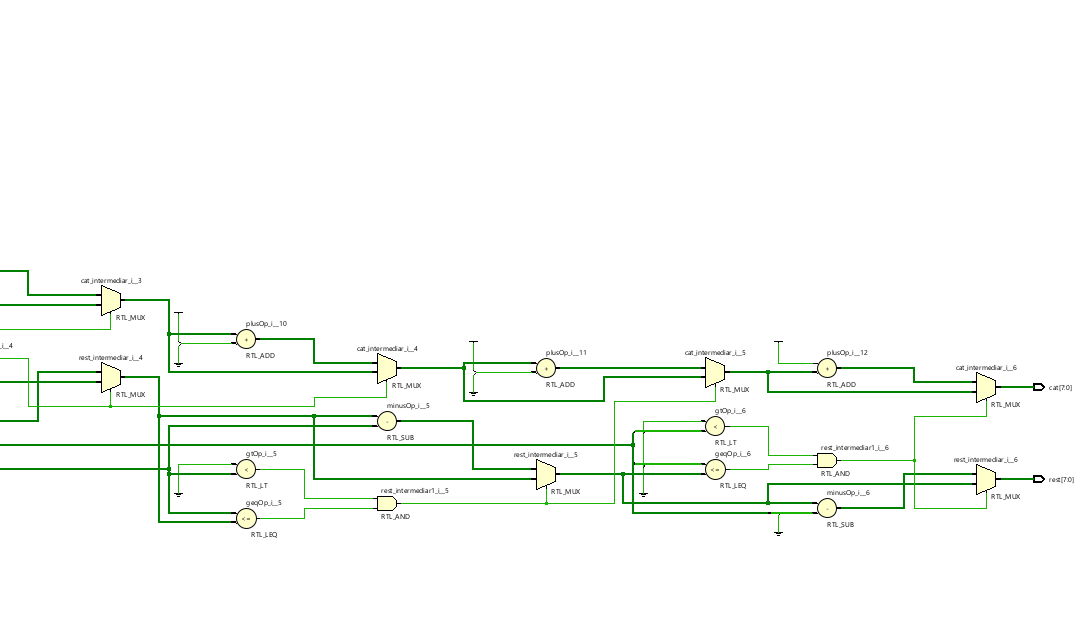 cat_intermediar_i__3
RTL_MUX
plusOp_i__10
+
RTL_ADD
i__4
rest_intermediar_i__4
RTL_MUX
cat_intermediar_i__4
RTL_MUX
plusOp_i__11
+
RTL_ADD
cat_intermediar_i__5
RTL_MUX
plusOp_i__12
+
RTL_ADD
cat_intermediar_i__6
RTL_MUX
cat[7:0]
minusOp_i__5
-
RTL_SUB
gtOp_i__5
<
RTL_LT
geqOp_i__5
<=
RTL_LEQ
rest_intermediar1_i__5
RTL_AND
rest_intermediar_i__5
RTL_MUX
gtOp_i__6
<
RTL_LT
geqOp_i__6
<=
RTL_LEQ
rest_intermediar1_i__6
RTL_AND
minusOp_i__6
-
RTL_SUB
rest_intermediar_i__6
RTL_MUX
rest[7:0]